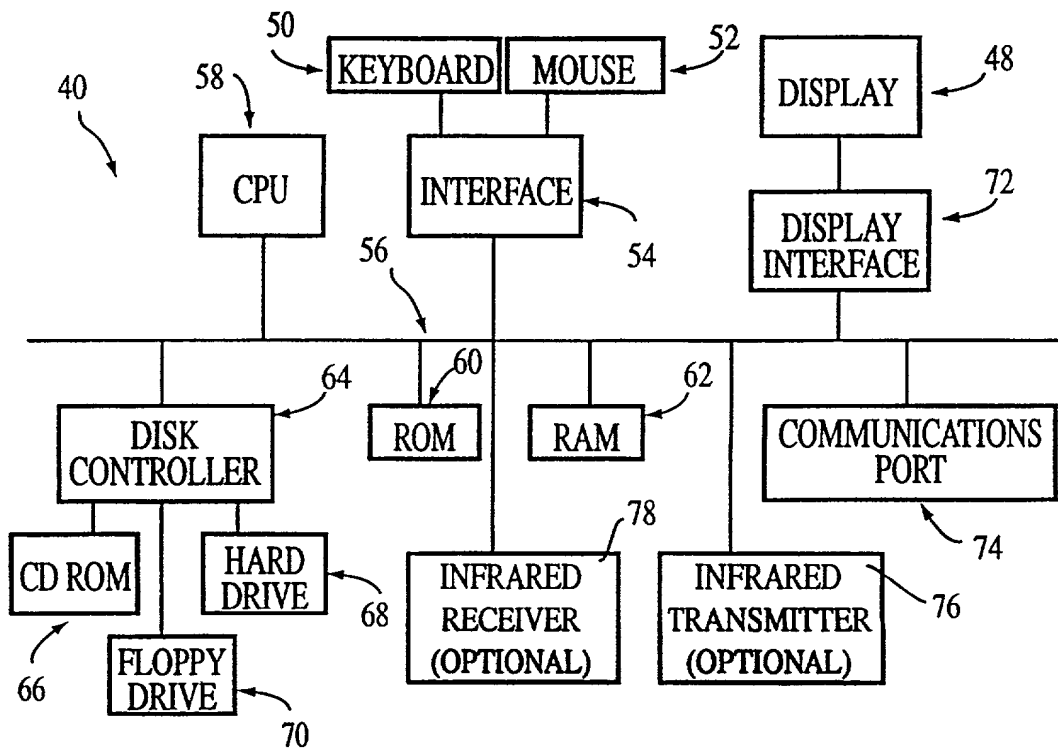 50
KEYBOARD
MOUSE
52
40
58
CPU
INTERFACE
54
DISPLAY
48
72
DISPLAY
INTERFACE
56
64
DISK
CONTROLLER
60
ROM
62
RAM
COMMUNICATIONS
PORT
74
CD ROM
66
HARD
DRIVE
68
FLOPPY
DRIVE
70
78
INFRARED
RECEIVER
(OPTIONAL)
INFRARED
TRANSMITTER
(OPTIONAL)
76